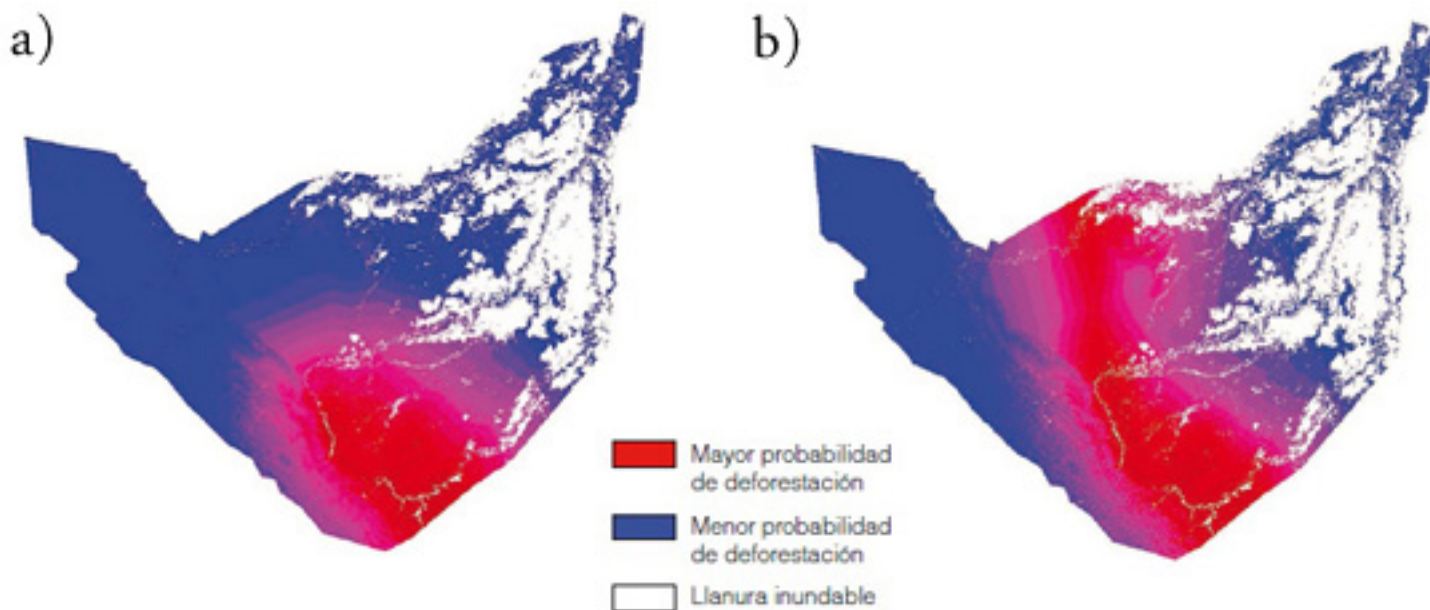 a)
b)
Mayor probabilidad
de deforestación
Menor probabilidad
de deforestación
Llanura inundable